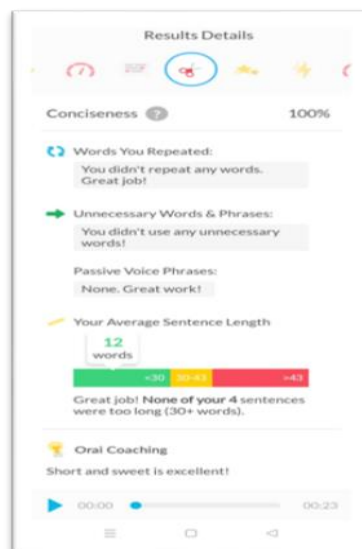 Results Details
Conciseness ? 100%
Words You Repeated:
You didn't repeat any words.
Great job!
Unnecessary Words & Phrases:
You didn't use any unnecessary
words!
Passive Voice Phrases:
None. Great work!
Your Average Sentence Length
12
words
<30 30-43 >43
Great job! None of your 4 sentences
were too long (30+ words).
Orai Coaching
Short and sweet is excellent!
00:00 00:23